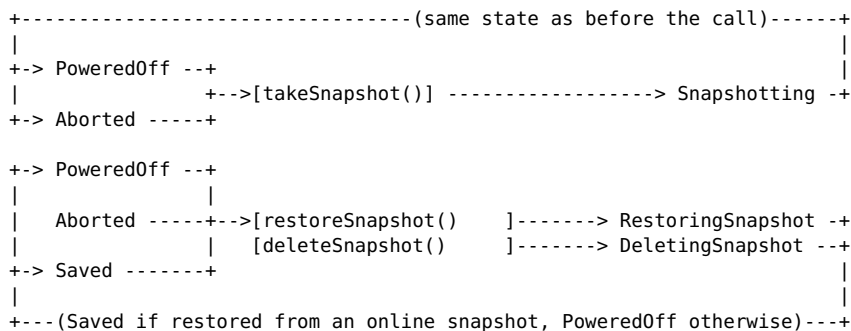 +---------------------------------(same state as before the call)------+
|                                                                      |
+-> PoweredOff --+                                                     |
|                +-->[takeSnapshot()] ------------------> Snapshotting -+
+-> Aborted -----+

+-> PoweredOff --+
|                |
|   Aborted -----+-->[restoreSnapshot()    ]-------> RestoringSnapshot -+
|                |   [deleteSnapshot()     ]-------> DeletingSnapshot --+
+-> Saved -------+                                                     |
|                                                                      |
+---(Saved if restored from an online snapshot, PoweredOff otherwise)---+